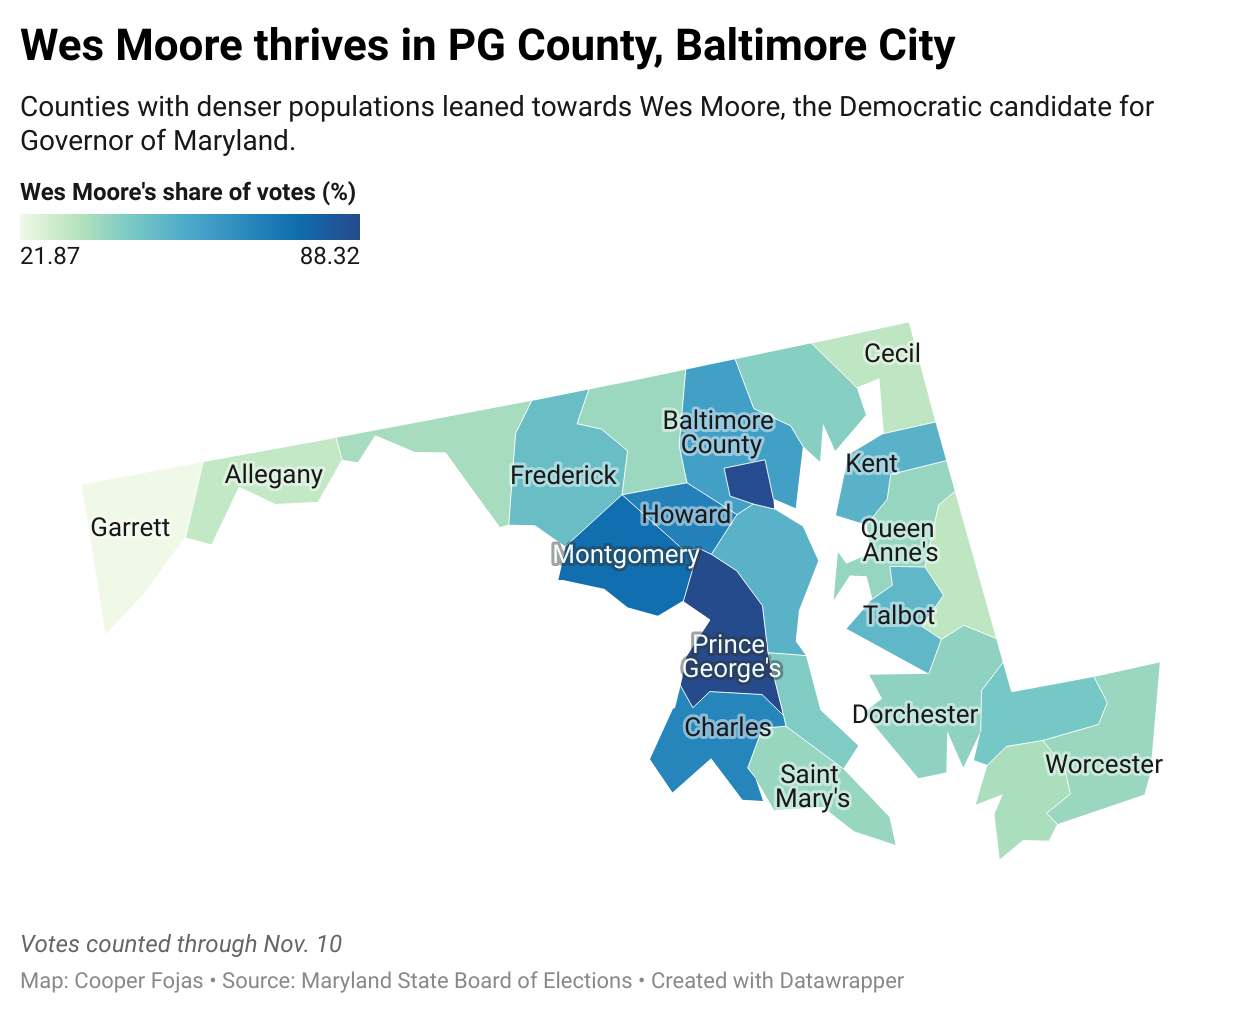 Wes Moore thrives in PG County, Baltimore City
Counties with denser populations leaned towards Wes Moore, the Democratic candidate for
Governor of Maryland.
Wes Moore's share of votes (%)
21.87 88.32
Cecil
Baltimore
County
Kent
Allegany
Frederick
Garrett
Howard
Queen
Anne's
Montgomery
Talbot
Prince
George's
Dorchester
Charles
Worcester
Saint
Mary's
Votes counted through Nov. 10
Map: Cooper Fojas • Source: Maryland State Board of Elections • Created with Datawrapper